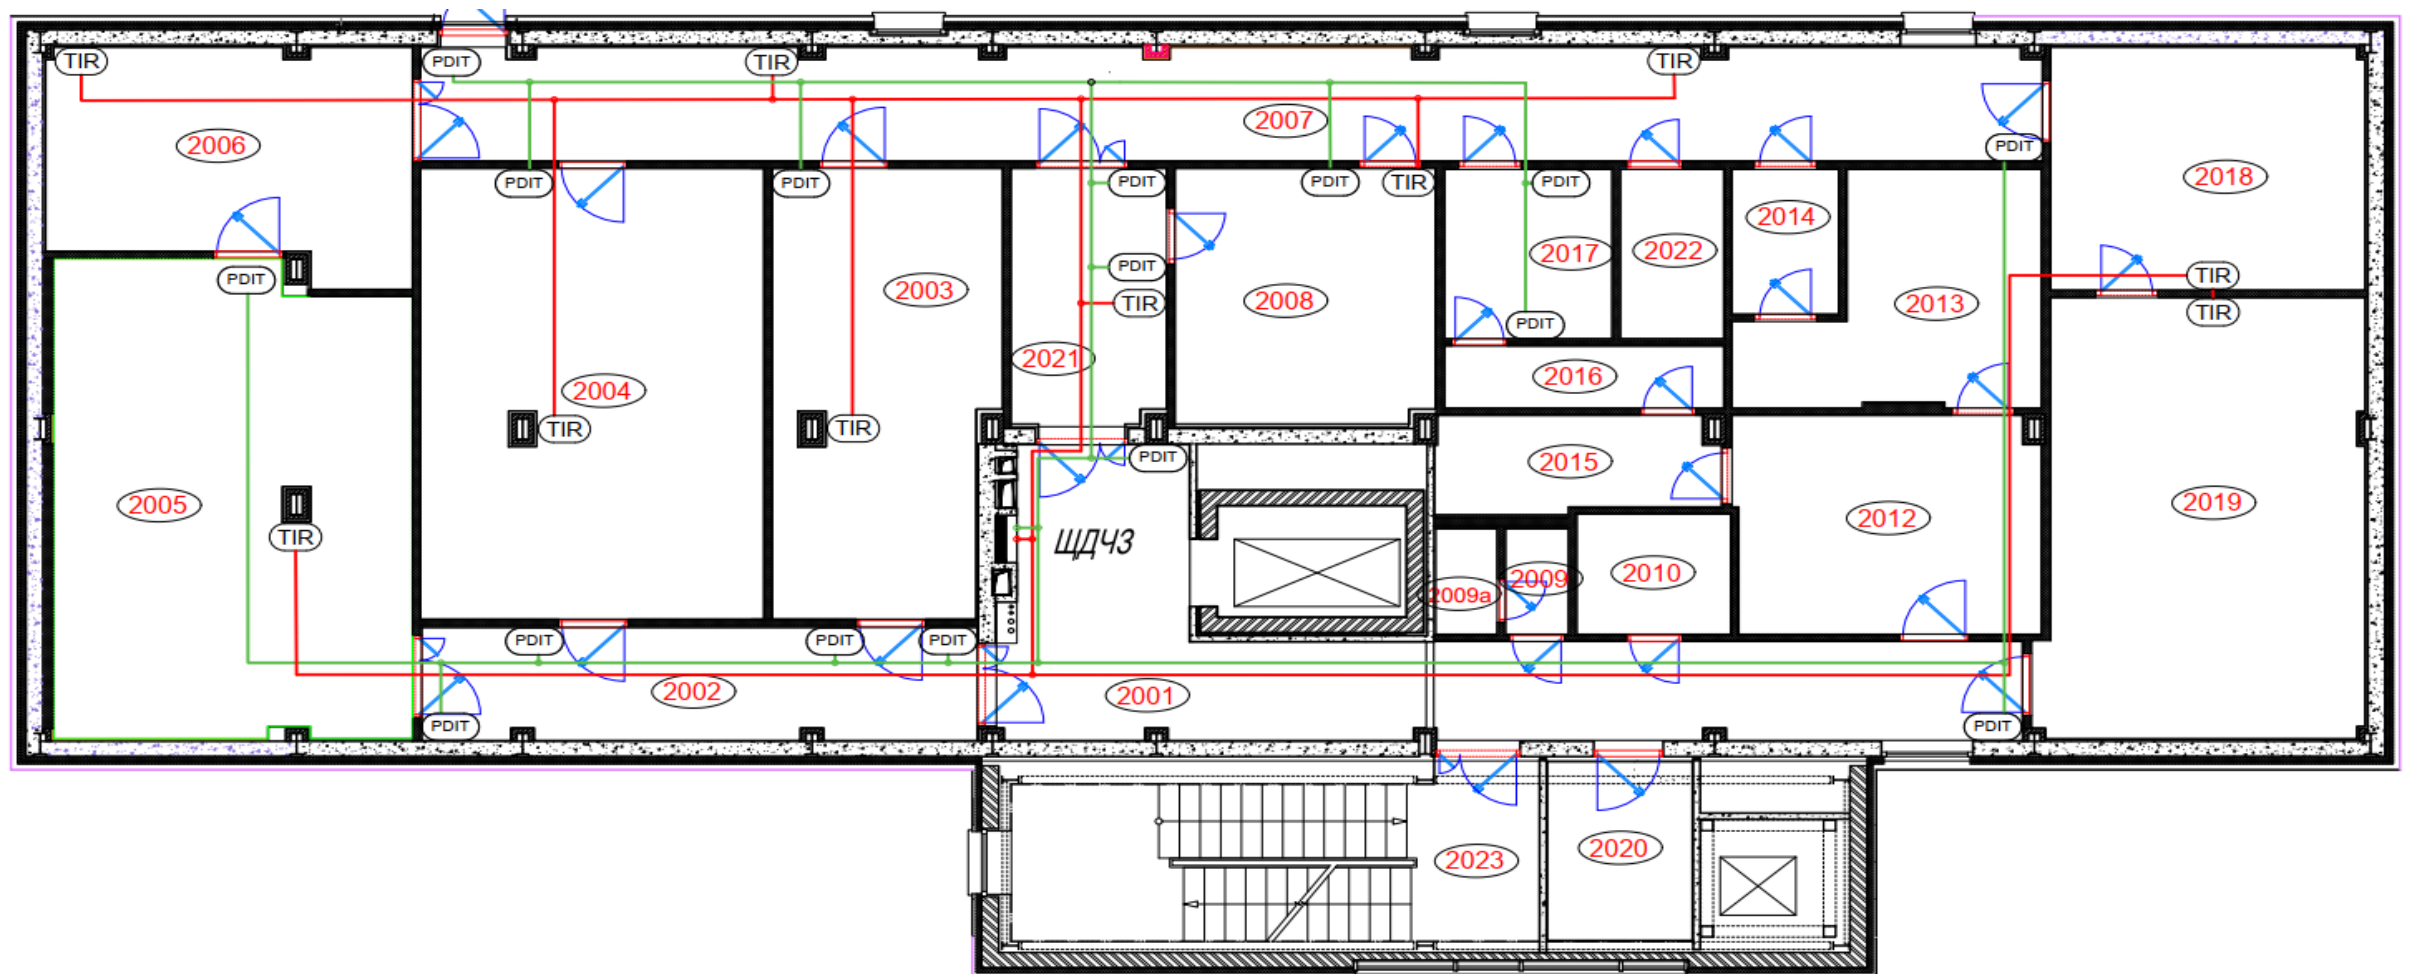 TIR
PDIT
TIR
TIR
2007
2006
PDIT
PDIT
PDIT
PDIT
PDIT
TIR
PDIT
2018
2014
2017
2022
PDIT
PDIT
TIR
2003
TIR
2008
2013
TIR
PDIT
2021
2016
2004
TIR
TIR
PDIT
2015
2005
2019
2012
TIR
ЩДЧ3
2010
2009
2009a
PDIT
PDIT
PDIT
2002
2001
PDIT
PDIT
2020
2023